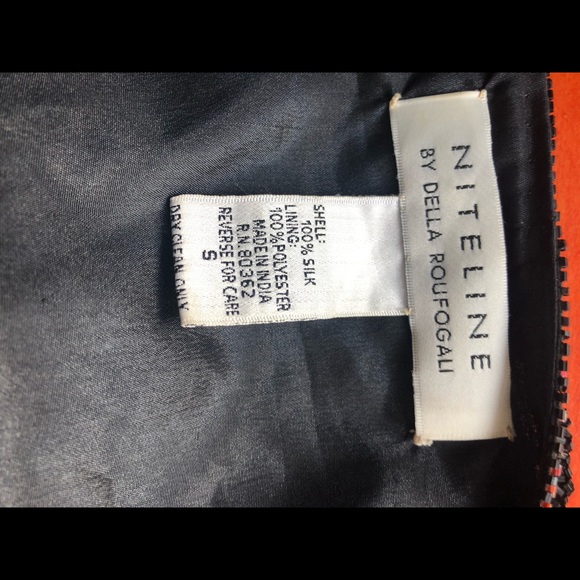 NITELINE
BY DELLA ROUFOGALI
SHELL:
100% SILK
LINING:
100%POLYESTER
MADE IN INDIA
R.N. 80362
REVERSE FOR CARE
S
DRY CLEAN ONLY